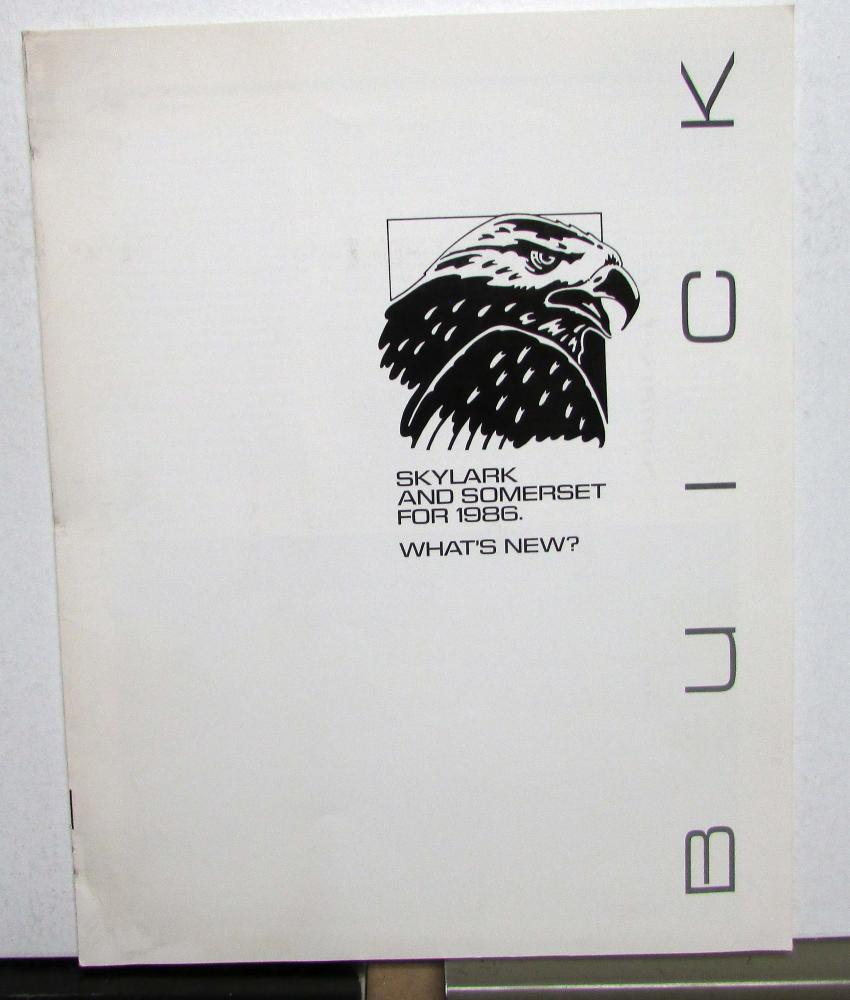 SKYLARK
AND SOMERSET
FOR 1986.
WHAT'S NEW?
BUICK